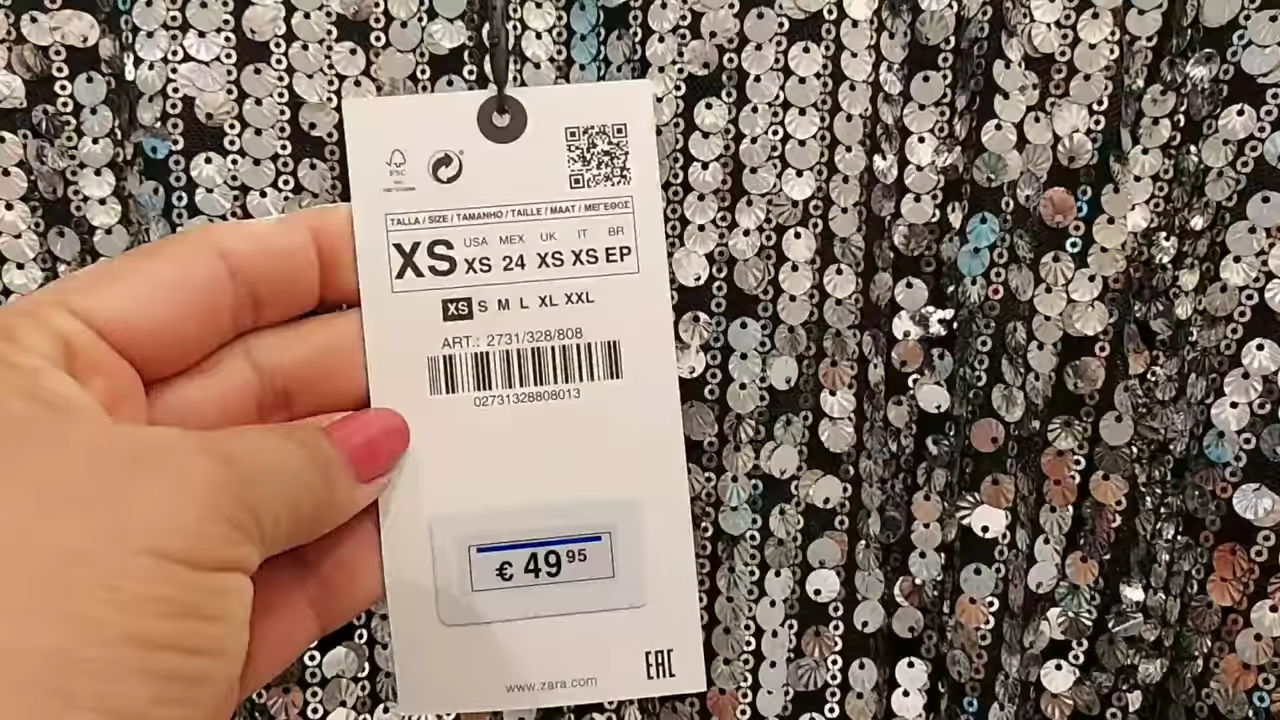 FSC
TALLA / SIZE / TAMANHO / TAILLE / MAAT / ΜΕΓΕΘΟΣ
XS USA XS MEX 24 UK XS IT XS BR EP
XS S M L XL XXL
ART.: 2731/328/808
02731328808013
€ 49 95
EAC
www.zara.com